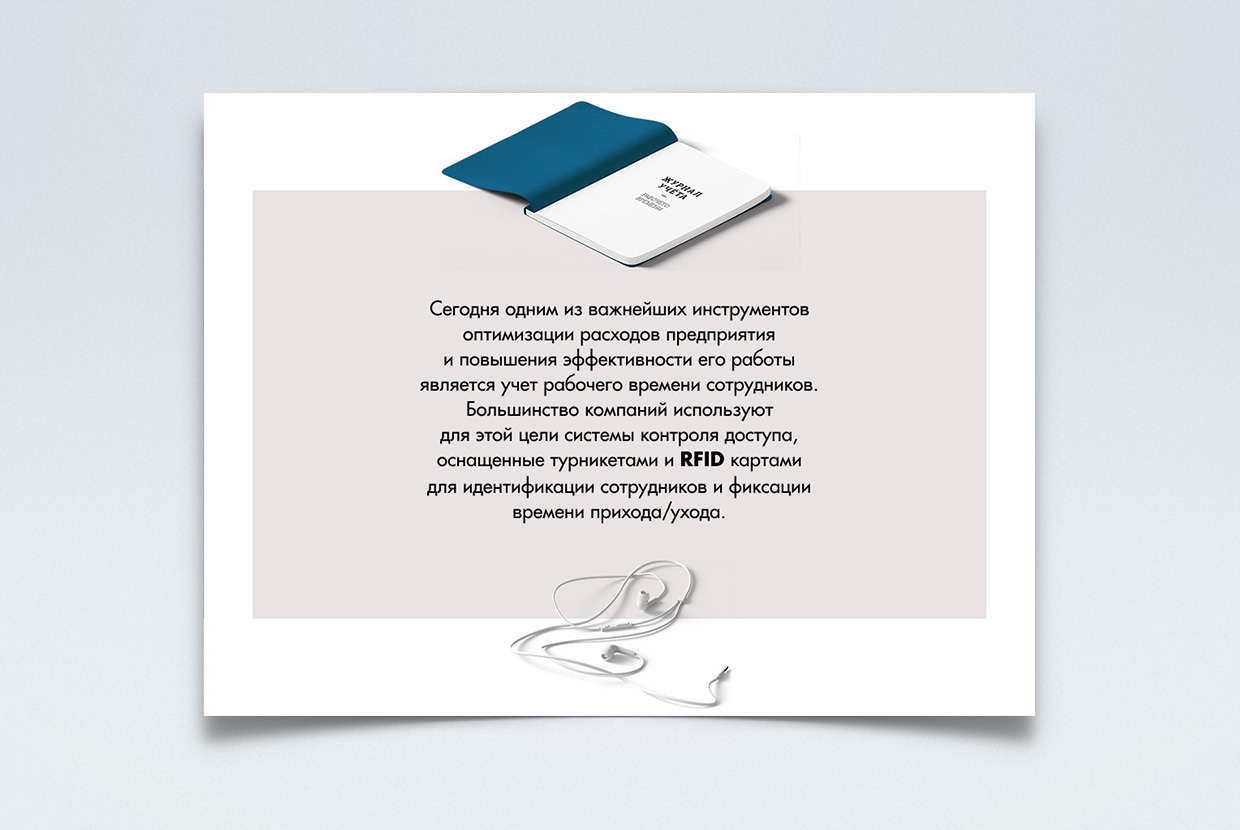 ЖУРНАЛ
УЧЁТА
РАБОЧЕГО
ВРЕМЕНИ
Сегодня одним из важнейших инструментов
оптимизации расходов предприятия
и повышения эффективности его работы
является учет рабочего времени сотрудников.
Большинство компаний используют
для этой цели системы контроля доступа,
оснащенные турникетами и RFID картами
для идентификации сотрудников и фиксации
времени прихода/ухода.